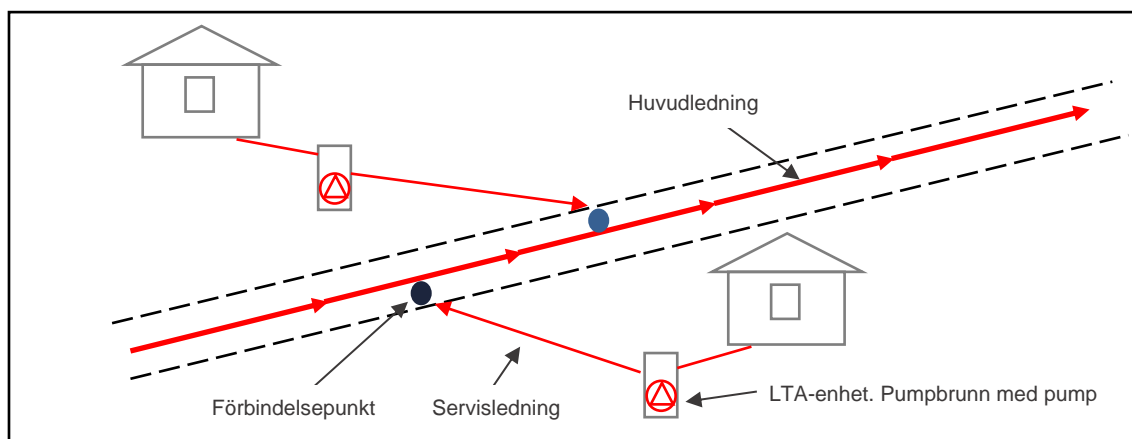 Huvudledning
LTA-enhet. Pumpbrunn med pump
Förbindelsepunkt
Servisledning